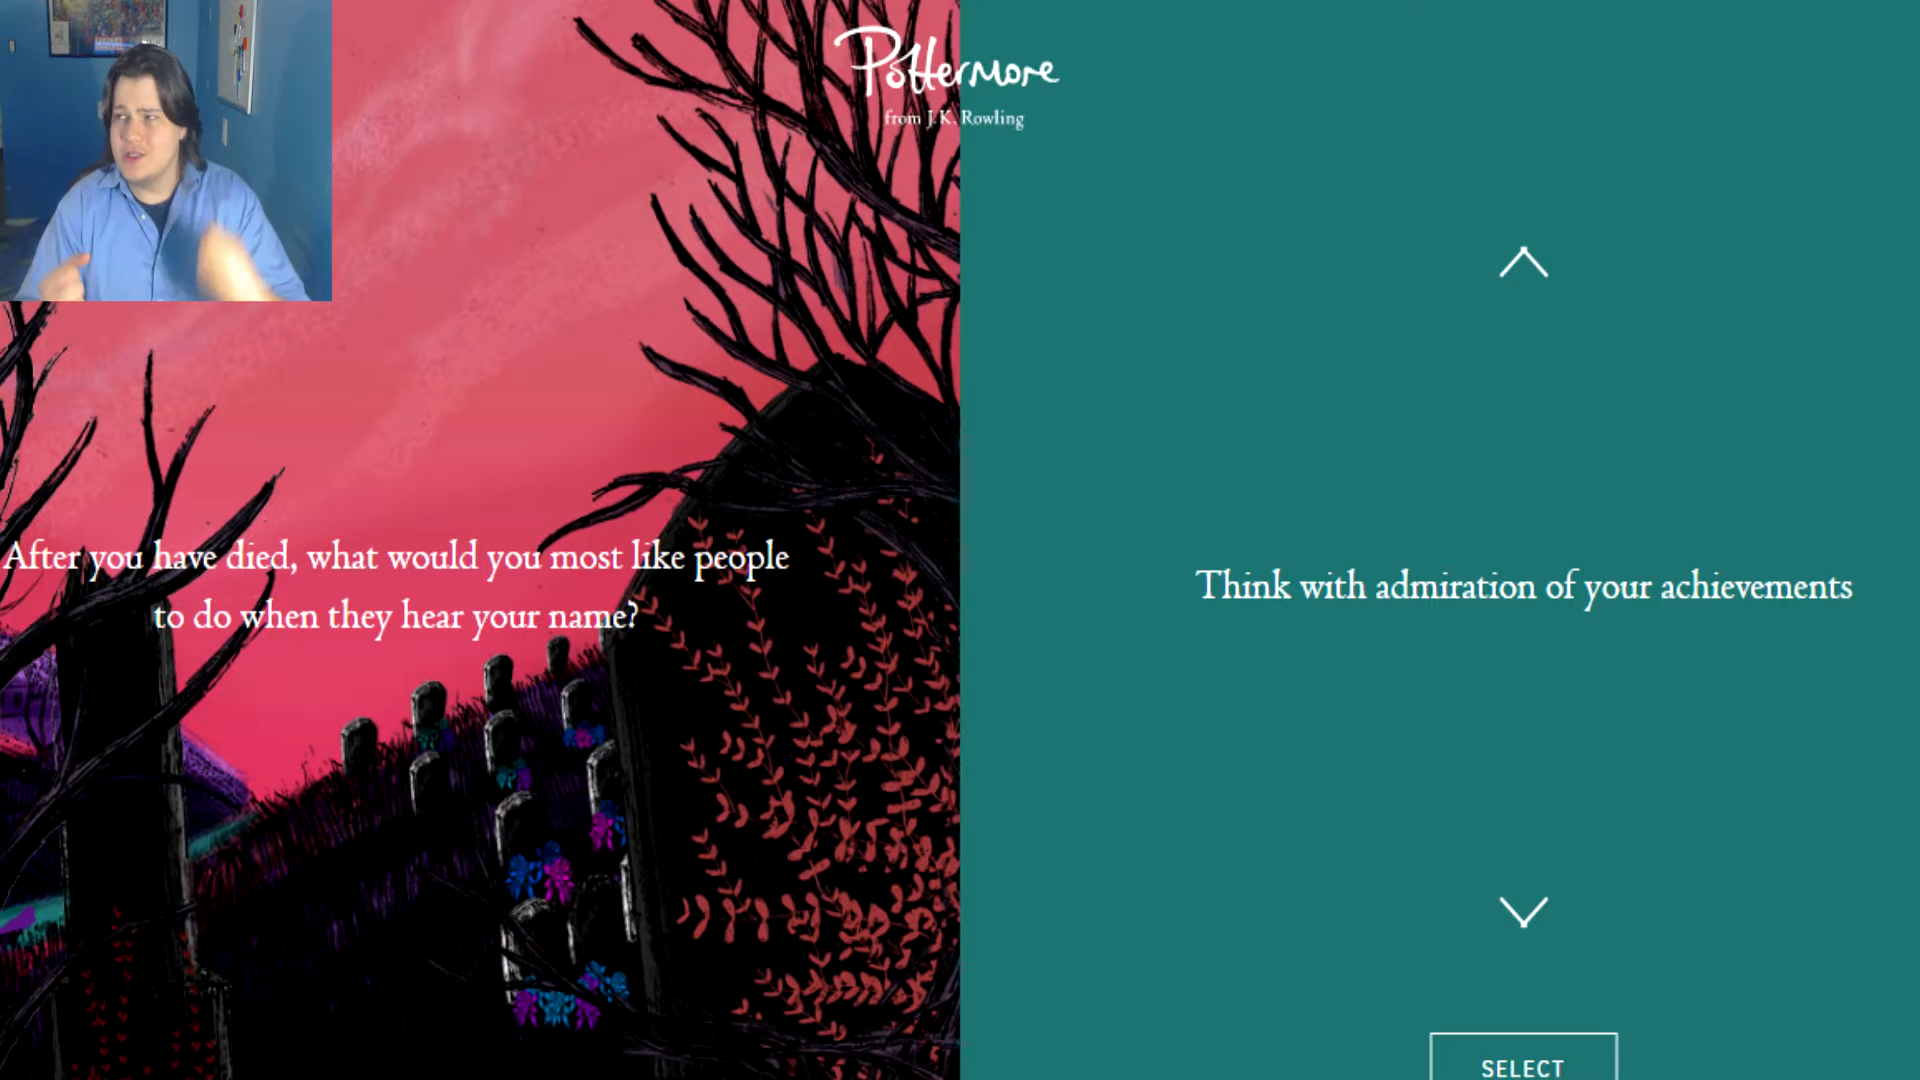 Pottermore
from J.K. Rowling
After you have died, what would you most like people
to do when they hear your name?
Think with admiration of your achievements
SELECT